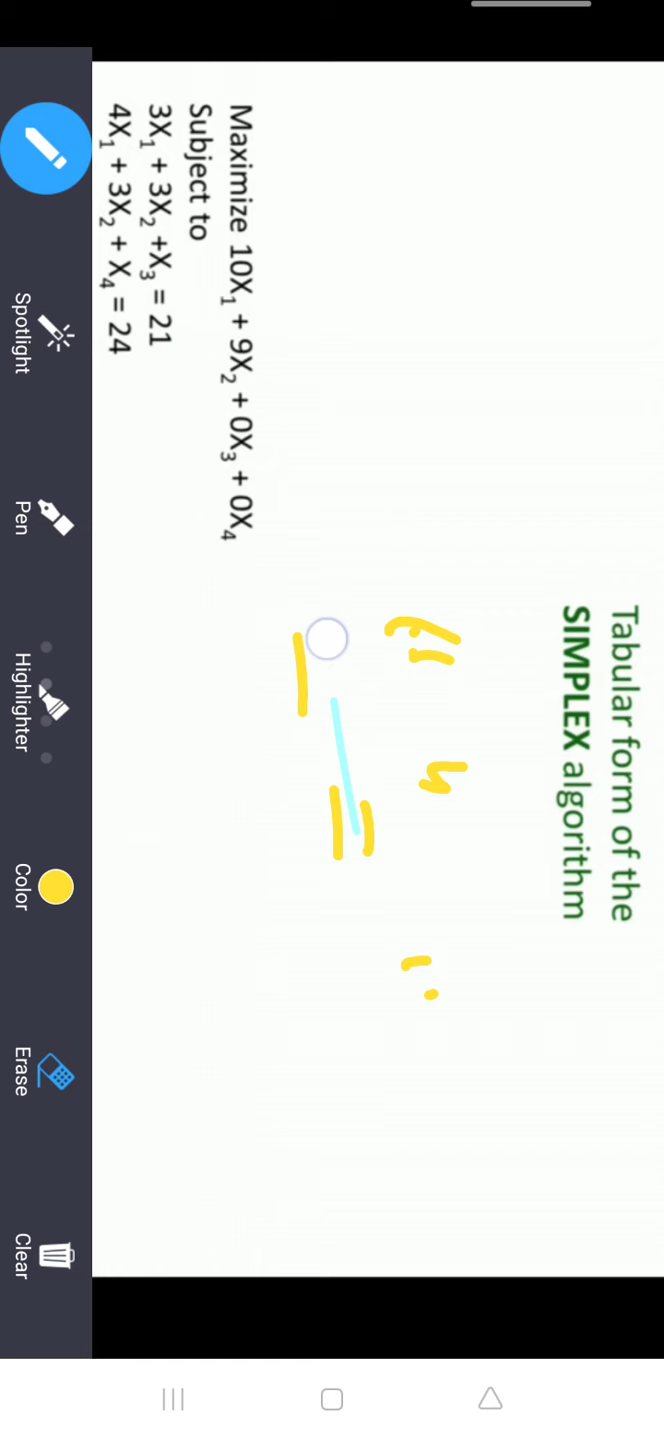 Tabular form of the
SIMPLEX algorithm
Maximize 10X₁ + 9X₂ + 0X₃ + 0X₄
Subject to
3X₁ + 3X₂ +X₃ = 21
4X₁ + 3X₂ + X₄ = 24
Spotlight
Pen
Highlighter
Color
Erase
Clear